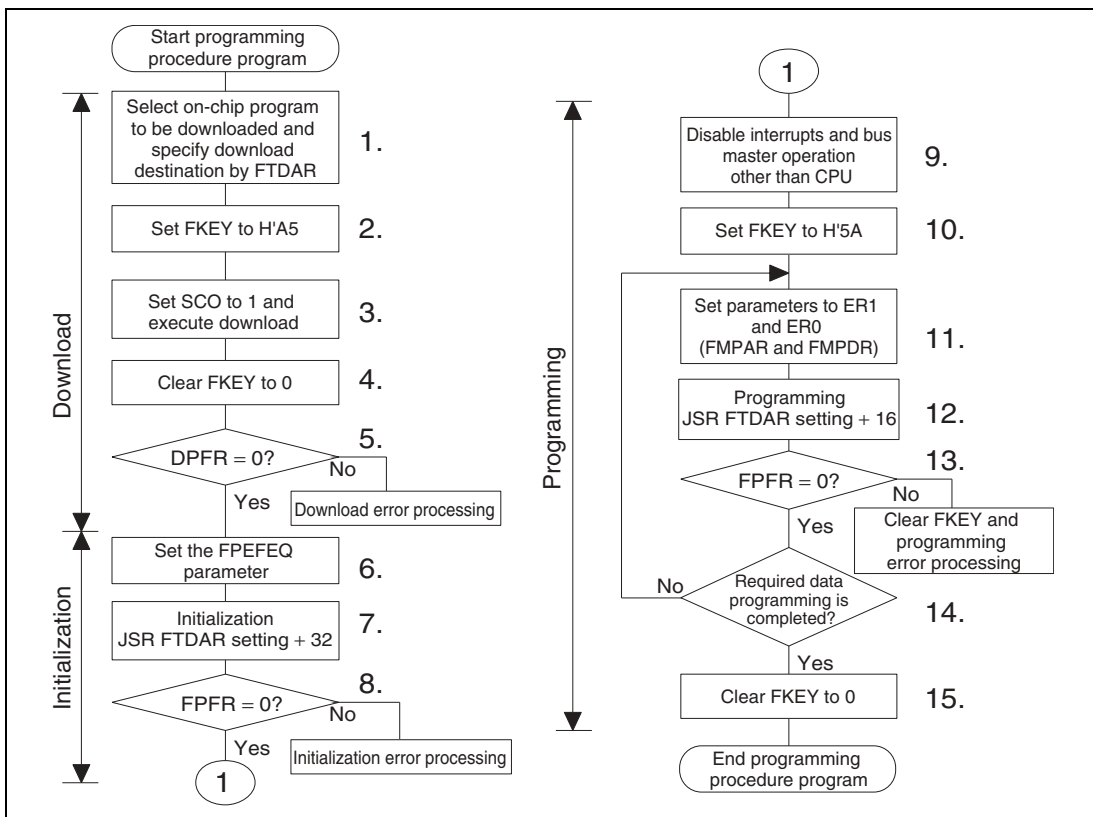 Start programming
procedure program
Select on-chip program
to be downloaded and
specify download
destination by FTDAR
1.
Set FKEY to H'A5
2.
Set SCO to 1 and
execute download
3.
Clear FKEY to 0
4.
5.
DPFR = 0?
No
Yes
Download error processing
Download
Set the FPEFEQ
parameter
6.
Initialization
JSR FTDAR setting + 32
7.
8.
FPFR = 0?
No
Yes
Initialization error processing
Initialization
1
1
Disable interrupts and bus
master operation
other than CPU
9.
Set FKEY to H'5A
10.
Set parameters to ER1
and ER0
(FMPAR and FMPDR)
11.
Programming
JSR FTDAR setting + 16
12.
13.
FPFR = 0?
No
Yes
Clear FKEY and
programming
error processing
Programming
No
Required data
programming is
completed?
14.
Yes
Clear FKEY to 0
15.
End programming
procedure program